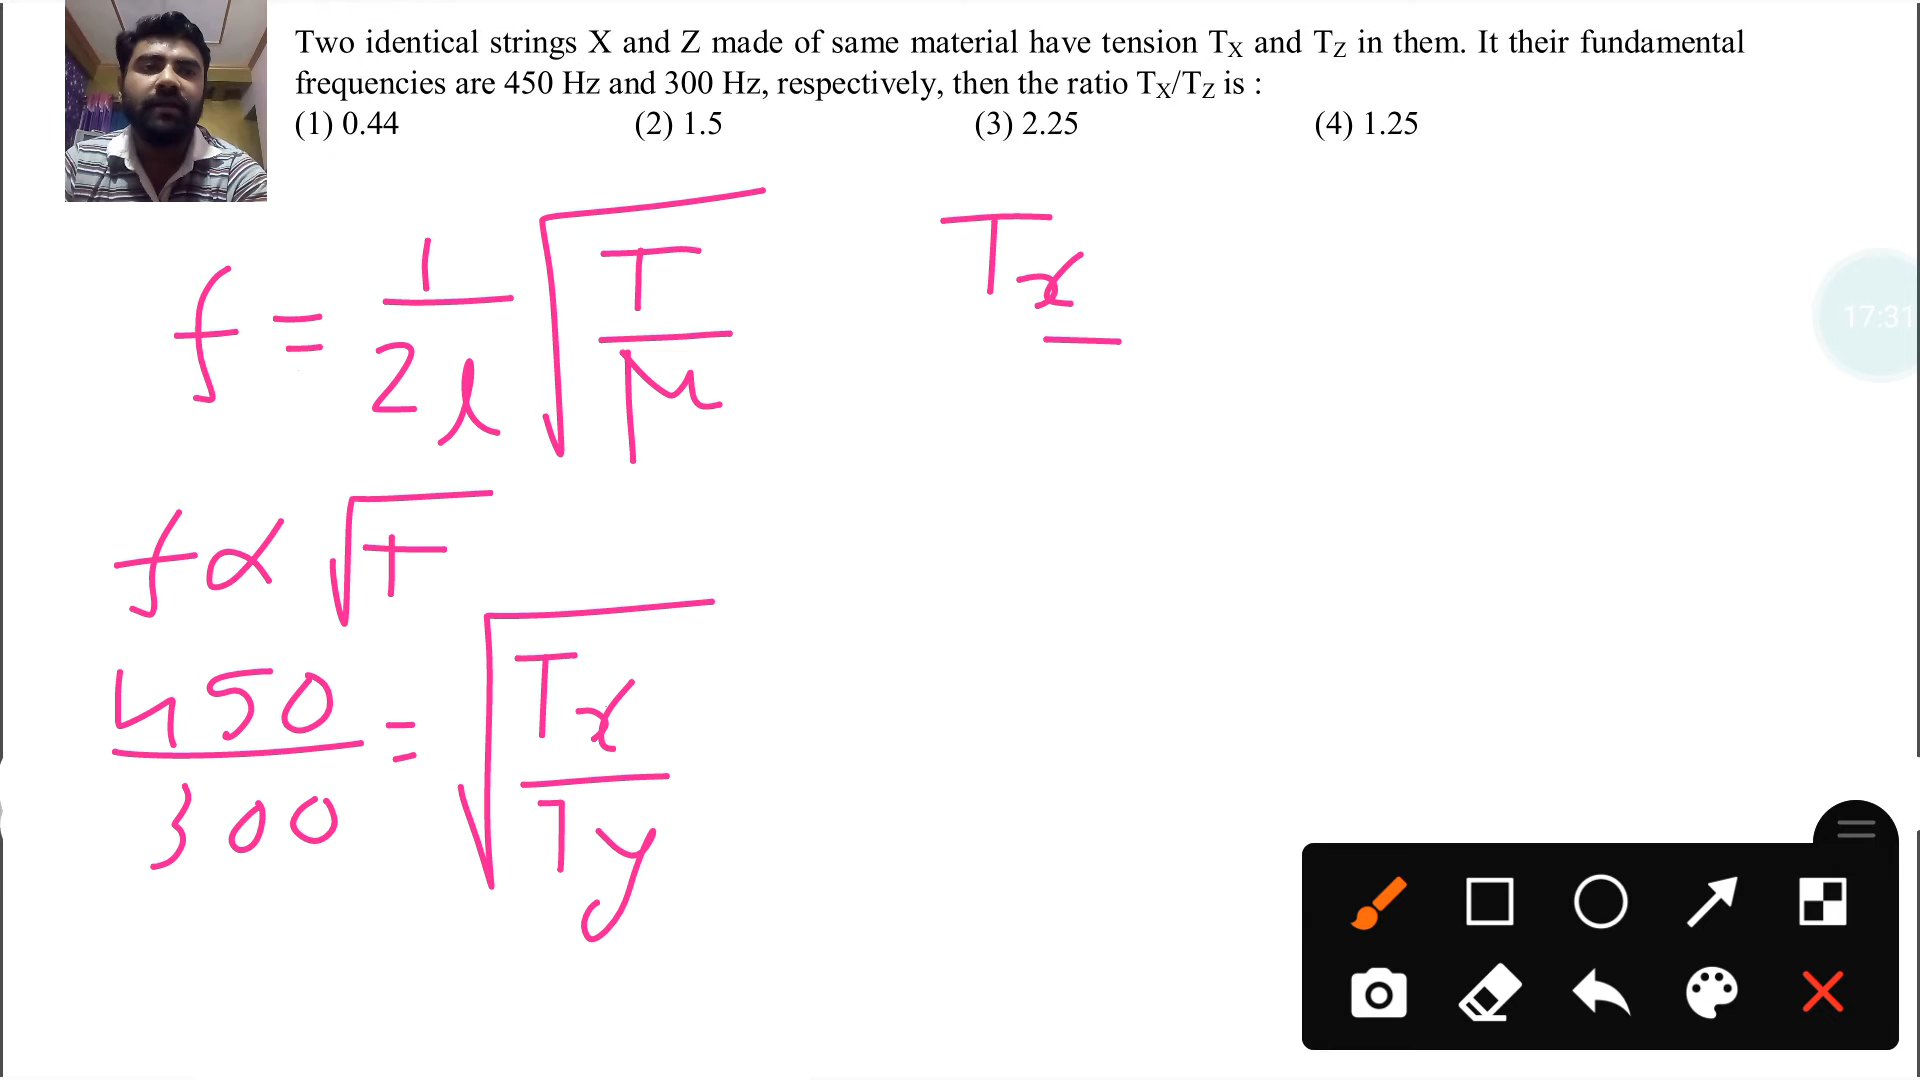 Two identical strings X and Z made of same material have tension TX and TZ in them. It their fundamental
frequencies are 450 Hz and 300 Hz, respectively, then the ratio TX/TZ is :
(1) 0.44 (2) 1.5 (3) 2.25 (4) 1.25
f = 1/2l √(T/μ)
Tx
17:31
f ∝ √T
450/300 = √(Tx/Ty)